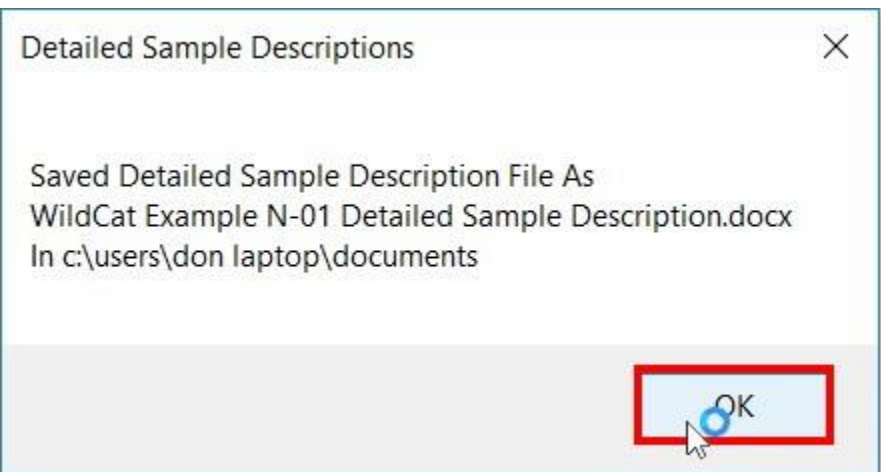 Detailed Sample Descriptions
Saved Detailed Sample Description File As
WildCat Example N-01 Detailed Sample Description.docx
In c:\users\don laptop\documents
OK